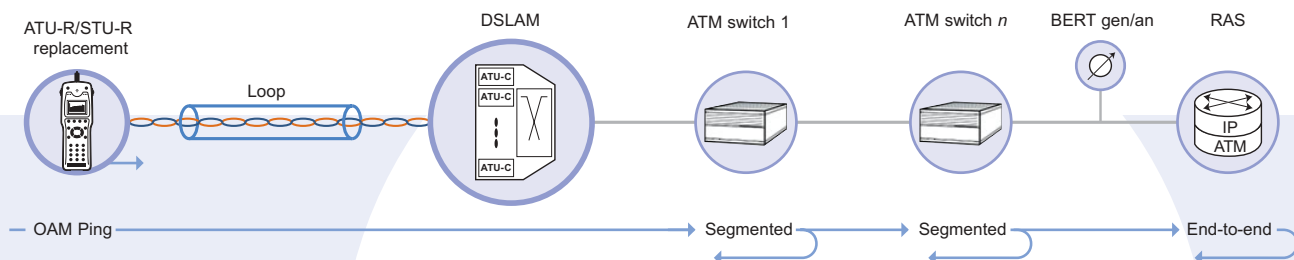 ATU-R/STU-R
replacement
Loop
DSLAM
ATU-C
ATU-C
ATU-C
ATM switch 1
ATM switch n
BERT gen/an
RAS
IP
ATM
OAM Ping
Segmented
Segmented
End-to-end